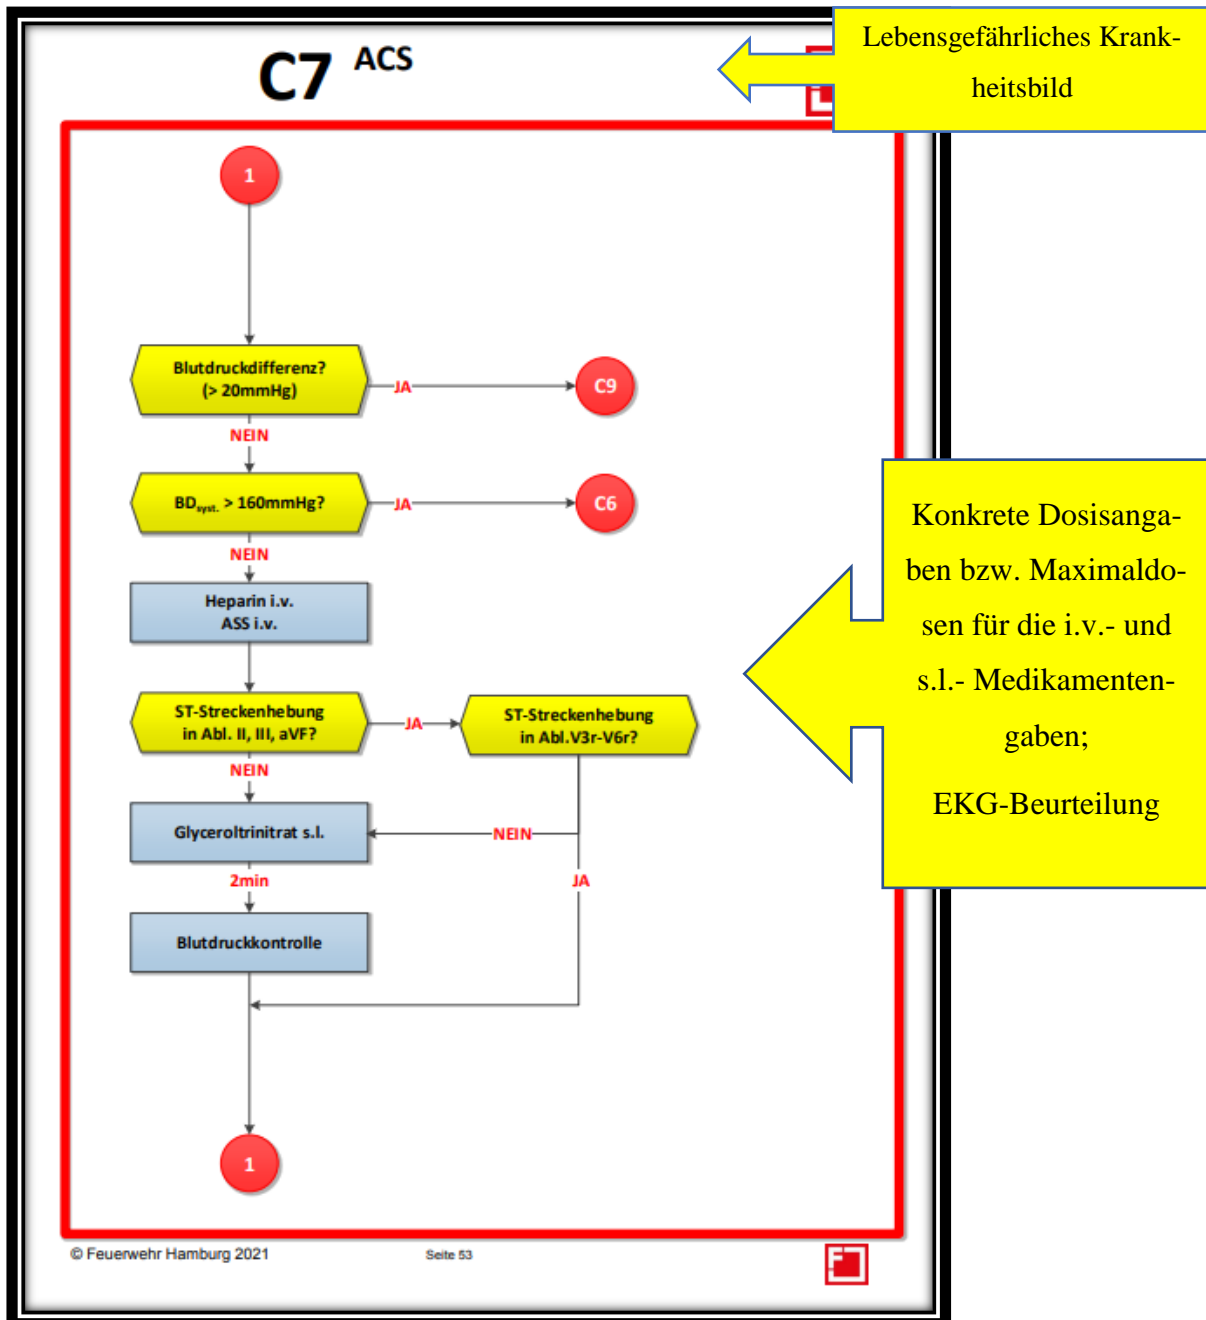 C7 ACS
Lebensgefährliches Krank-
heitsbild
1
Blutdruckdifferenz?
(> 20mmHg)
JA
C9
NEIN
BDsyst. > 160mmHg?
JA
C6
NEIN
Heparin i.v.
ASS i.v.
ST-Streckenhebung
in Abl. II, III, aVF?
JA
ST-Streckenhebung
in Abl.V3r-V6r?
NEIN
Glyceroltrinitrat s.l.
NEIN
2min
JA
Blutdruckkontrolle
1
Konkrete Dosisanga-
ben bzw. Maximaldo-
sen für die i.v.- und
s.l.- Medikamenten-
gaben;
EKG-Beurteilung
© Feuerwehr Hamburg 2021
Seite 53